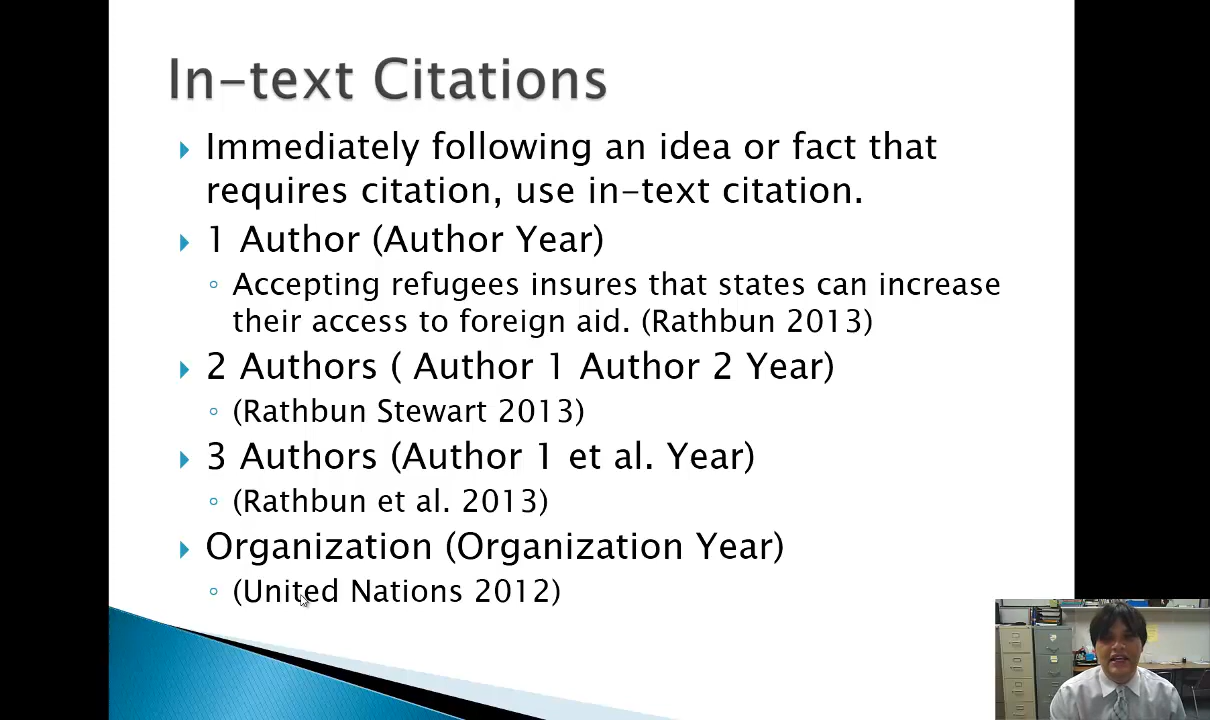 In-text Citations
Immediately following an idea or fact that
requires citation, use in-text citation.
1 Author (Author Year)
Accepting refugees insures that states can increase
their access to foreign aid. (Rathbun 2013)
2 Authors ( Author 1 Author 2 Year)
(Rathbun Stewart 2013)
3 Authors (Author 1 et al. Year)
(Rathbun et al. 2013)
Organization (Organization Year)
(United Nations 2012)